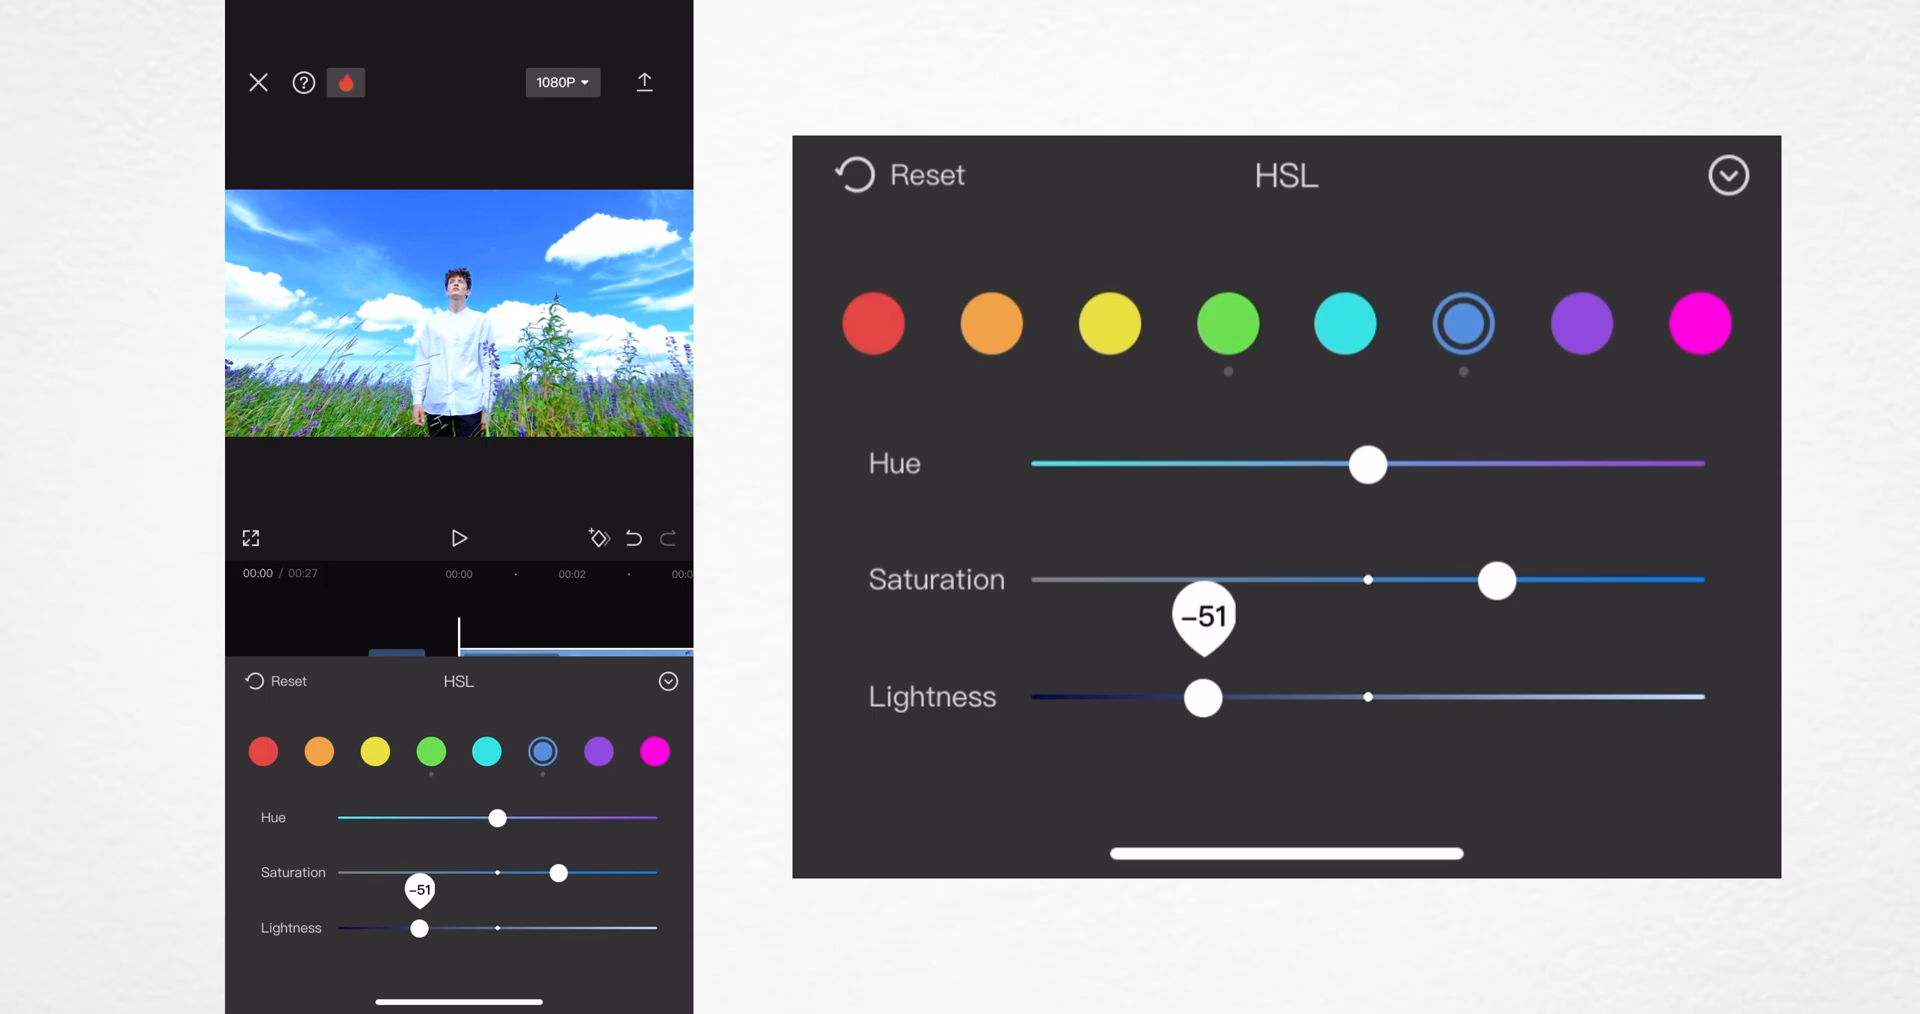 1080P
00:00 / 00:27
00:00
00:02
Reset
HSL
Hue
Saturation
-51
Lightness
Reset
HSL
Hue
Saturation
-51
Lightness